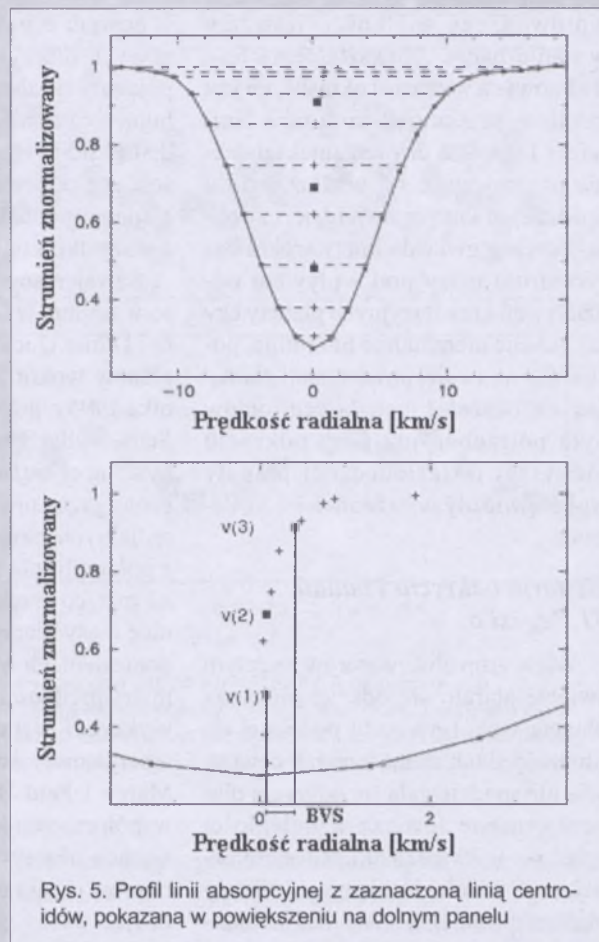 Strumień znormalizowany
1
0.8
0.6
0.4
−10
0
10
Prędkość radialna [km/s]
Strumień znormalizowany
1
0.8
0.6
0.4
v(3)
v(2)
v(1)
0
BVS
2
Prędkość radialna [km/s]
Rys. 5. Profil linii absorpcyjnej z zaznaczoną linią centro-
idów, pokazaną w powiększeniu na dolnym panelu